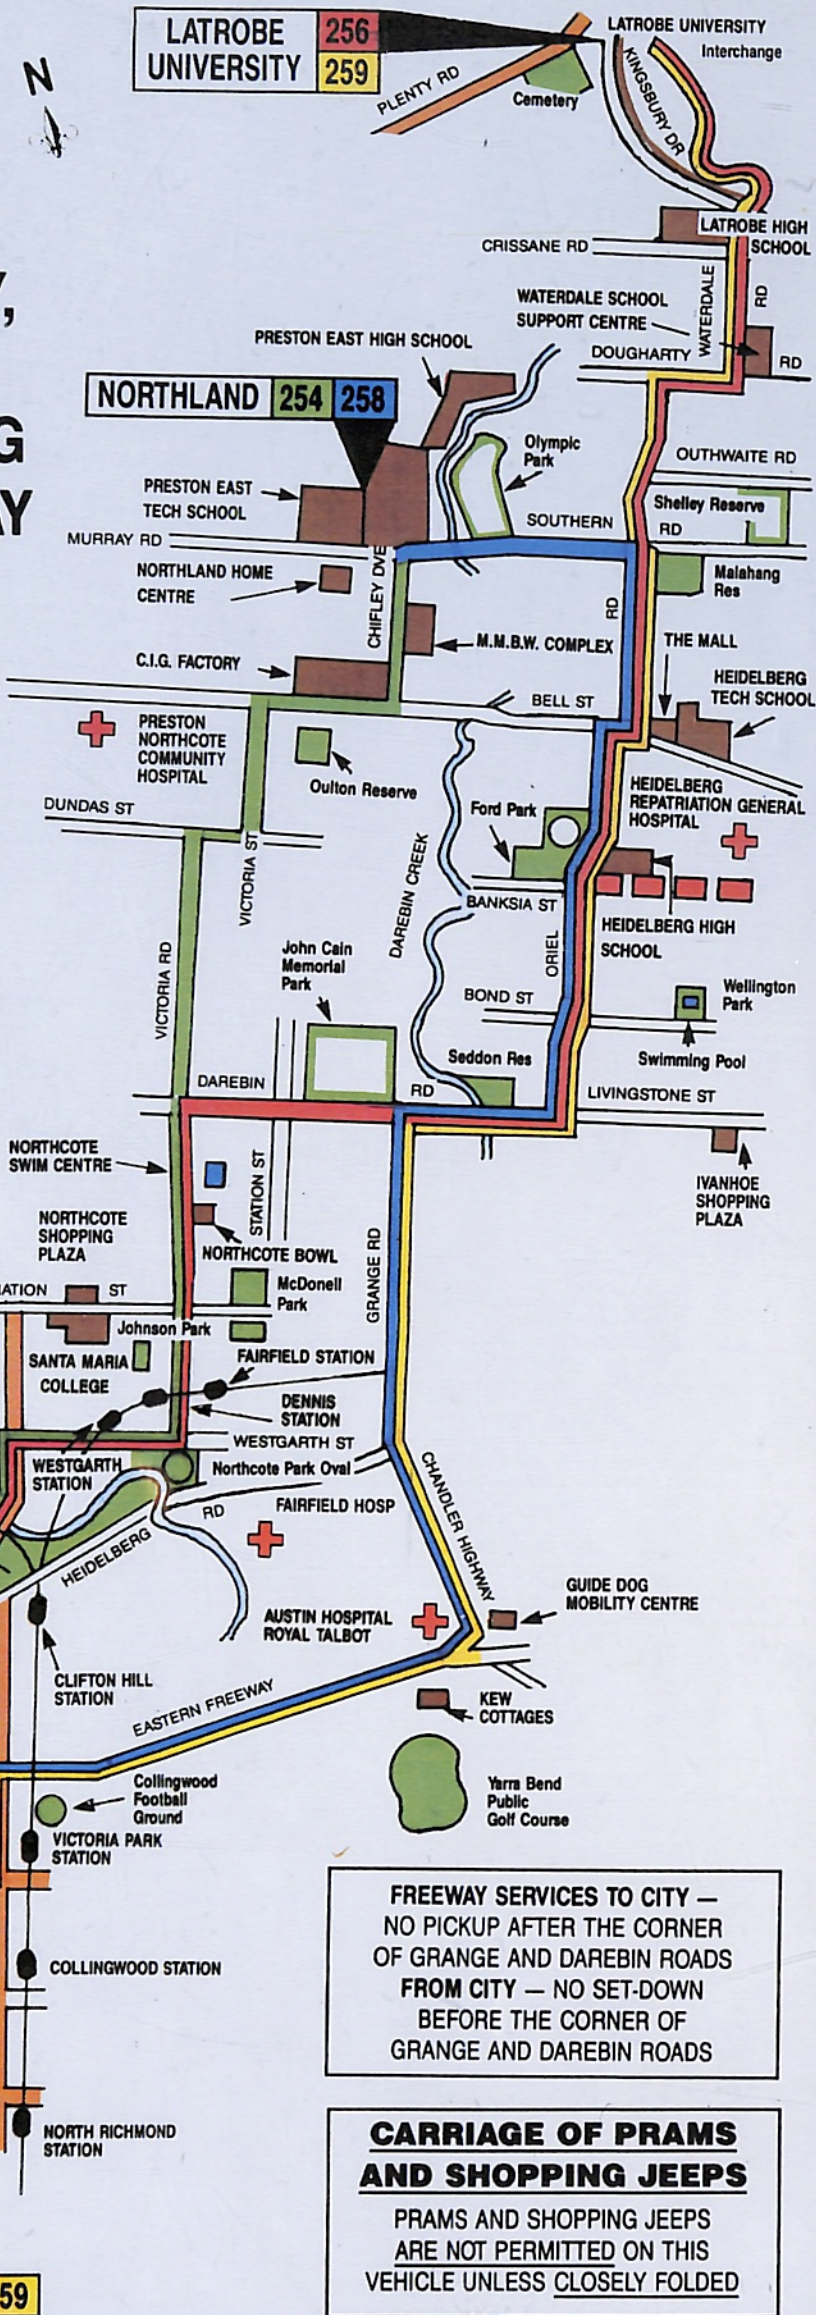 LATROBE
UNIVERSITY
256
259
LATROBE UNIVERSITY
Interchange
N
PLENTY RD
Cemetery
KINGSBURY DR
LATROBE HIGH
SCHOOL
CRISSANE RD
WATERDALE
RD
WATERDALE SCHOOL
SUPPORT CENTRE
DOUGHARTY
RD
PRESTON EAST HIGH SCHOOL
NORTHLAND 254 258
Olympic
Park
OUTHWAITE RD
PRESTON EAST
TECH SCHOOL
Shelley Reserve
SOUTHERN
RD
MURRAY RD
NORTHLAND HOME
CENTRE
CHIFLEY DVE
RD
Malahang
Res
M.M.B.W. COMPLEX
THE MALL
C.I.G. FACTORY
HEIDELBERG
TECH SCHOOL
BELL ST
PRESTON
NORTHCOTE
COMMUNITY
HOSPITAL
Oulton Reserve
HEIDELBERG
REPATRIATION GENERAL
HOSPITAL
DUNDAS ST
Ford Park
VICTORIA ST
DAREBIN CREEK
BANKSIA ST
HEIDELBERG HIGH
SCHOOL
ORIEL
VICTORIA RD
John Cain
Memorial
Park
BOND ST
Wellington
Park
Swimming Pool
Seddon Res
DAREBIN
RD
LIVINGSTONE ST
NORTHCOTE
SWIM CENTRE
STATION ST
IVANHOE
SHOPPING
PLAZA
NORTHCOTE
SHOPPING
PLAZA
NORTHCOTE BOWL
GRANGE RD
McDonell
Park
ATION ST
Johnson Park
SANTA MARIA
COLLEGE
FAIRFIELD STATION
DENNIS
STATION
WESTGARTH ST
WESTGARTH
STATION
Northcote Park Oval
CHANDLER HIGHWAY
HEIDELBERG
RD
FAIRFIELD HOSP
GUIDE DOG
MOBILITY CENTRE
AUSTIN HOSPITAL
ROYAL TALBOT
CLIFTON HILL
STATION
EASTERN FREEWAY
KEW
COTTAGES
Collingwood
Football
Ground
Yarra Bend
Public
Golf Course
VICTORIA PARK
STATION
FREEWAY SERVICES TO CITY —
NO PICKUP AFTER THE CORNER
OF GRANGE AND DAREBIN ROADS
FROM CITY — NO SET-DOWN
BEFORE THE CORNER OF
GRANGE AND DAREBIN ROADS
COLLINGWOOD STATION
NORTH RICHMOND
STATION
CARRIAGE OF PRAMS
AND SHOPPING JEEPS
PRAMS AND SHOPPING JEEPS
ARE NOT PERMITTED ON THIS
VEHICLE UNLESS CLOSELY FOLDED
59